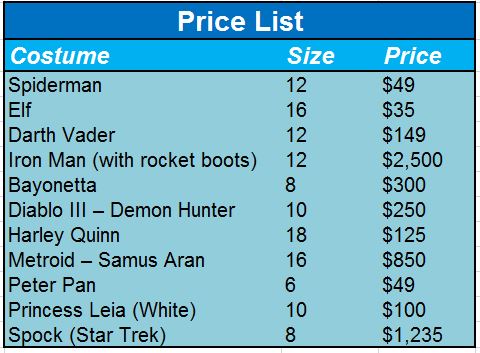 Price List
Costume Size Price
Spiderman 12 $49
Elf 16 $35
Darth Vader 12 $149
Iron Man (with rocket boots) 12 $2,500
Bayonetta 8 $300
Diablo III – Demon Hunter 10 $250
Harley Quinn 18 $125
Metroid – Samus Aran 16 $850
Peter Pan 6 $49
Princess Leia (White) 10 $100
Spock (Star Trek) 8 $1,235